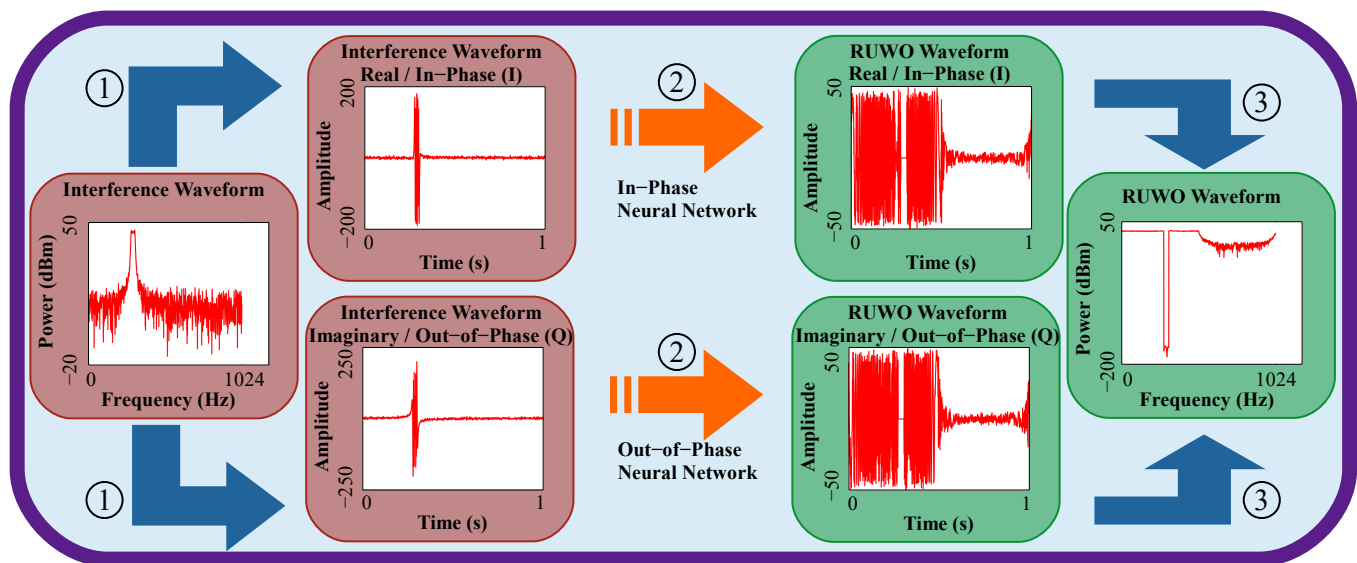 ①
Interference Waveform
Power (dBm)
50
−20
0
1024
Frequency (Hz)
①
Interference Waveform
Real / In−Phase (I)
Amplitude
200
−200
0
1
Time (s)
Interference Waveform
Imaginary / Out−of−Phase (Q)
Amplitude
250
−250
0
1
Time (s)
②
In−Phase
Neural Network
②
Out−of−Phase
Neural Network
RUWO Waveform
Real / In−Phase (I)
Amplitude
50
−50
0
1
Time (s)
RUWO Waveform
Imaginary / Out−of−Phase (Q)
Amplitude
50
−50
0
1
Time (s)
③
RUWO Waveform
Power (dBm)
50
−200
0
1024
Frequency (Hz)
③